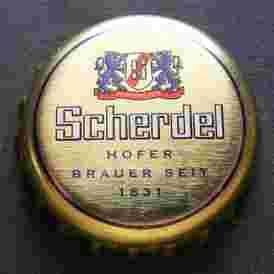 Scherdel
HOFER
BRAUER SEIT
1831